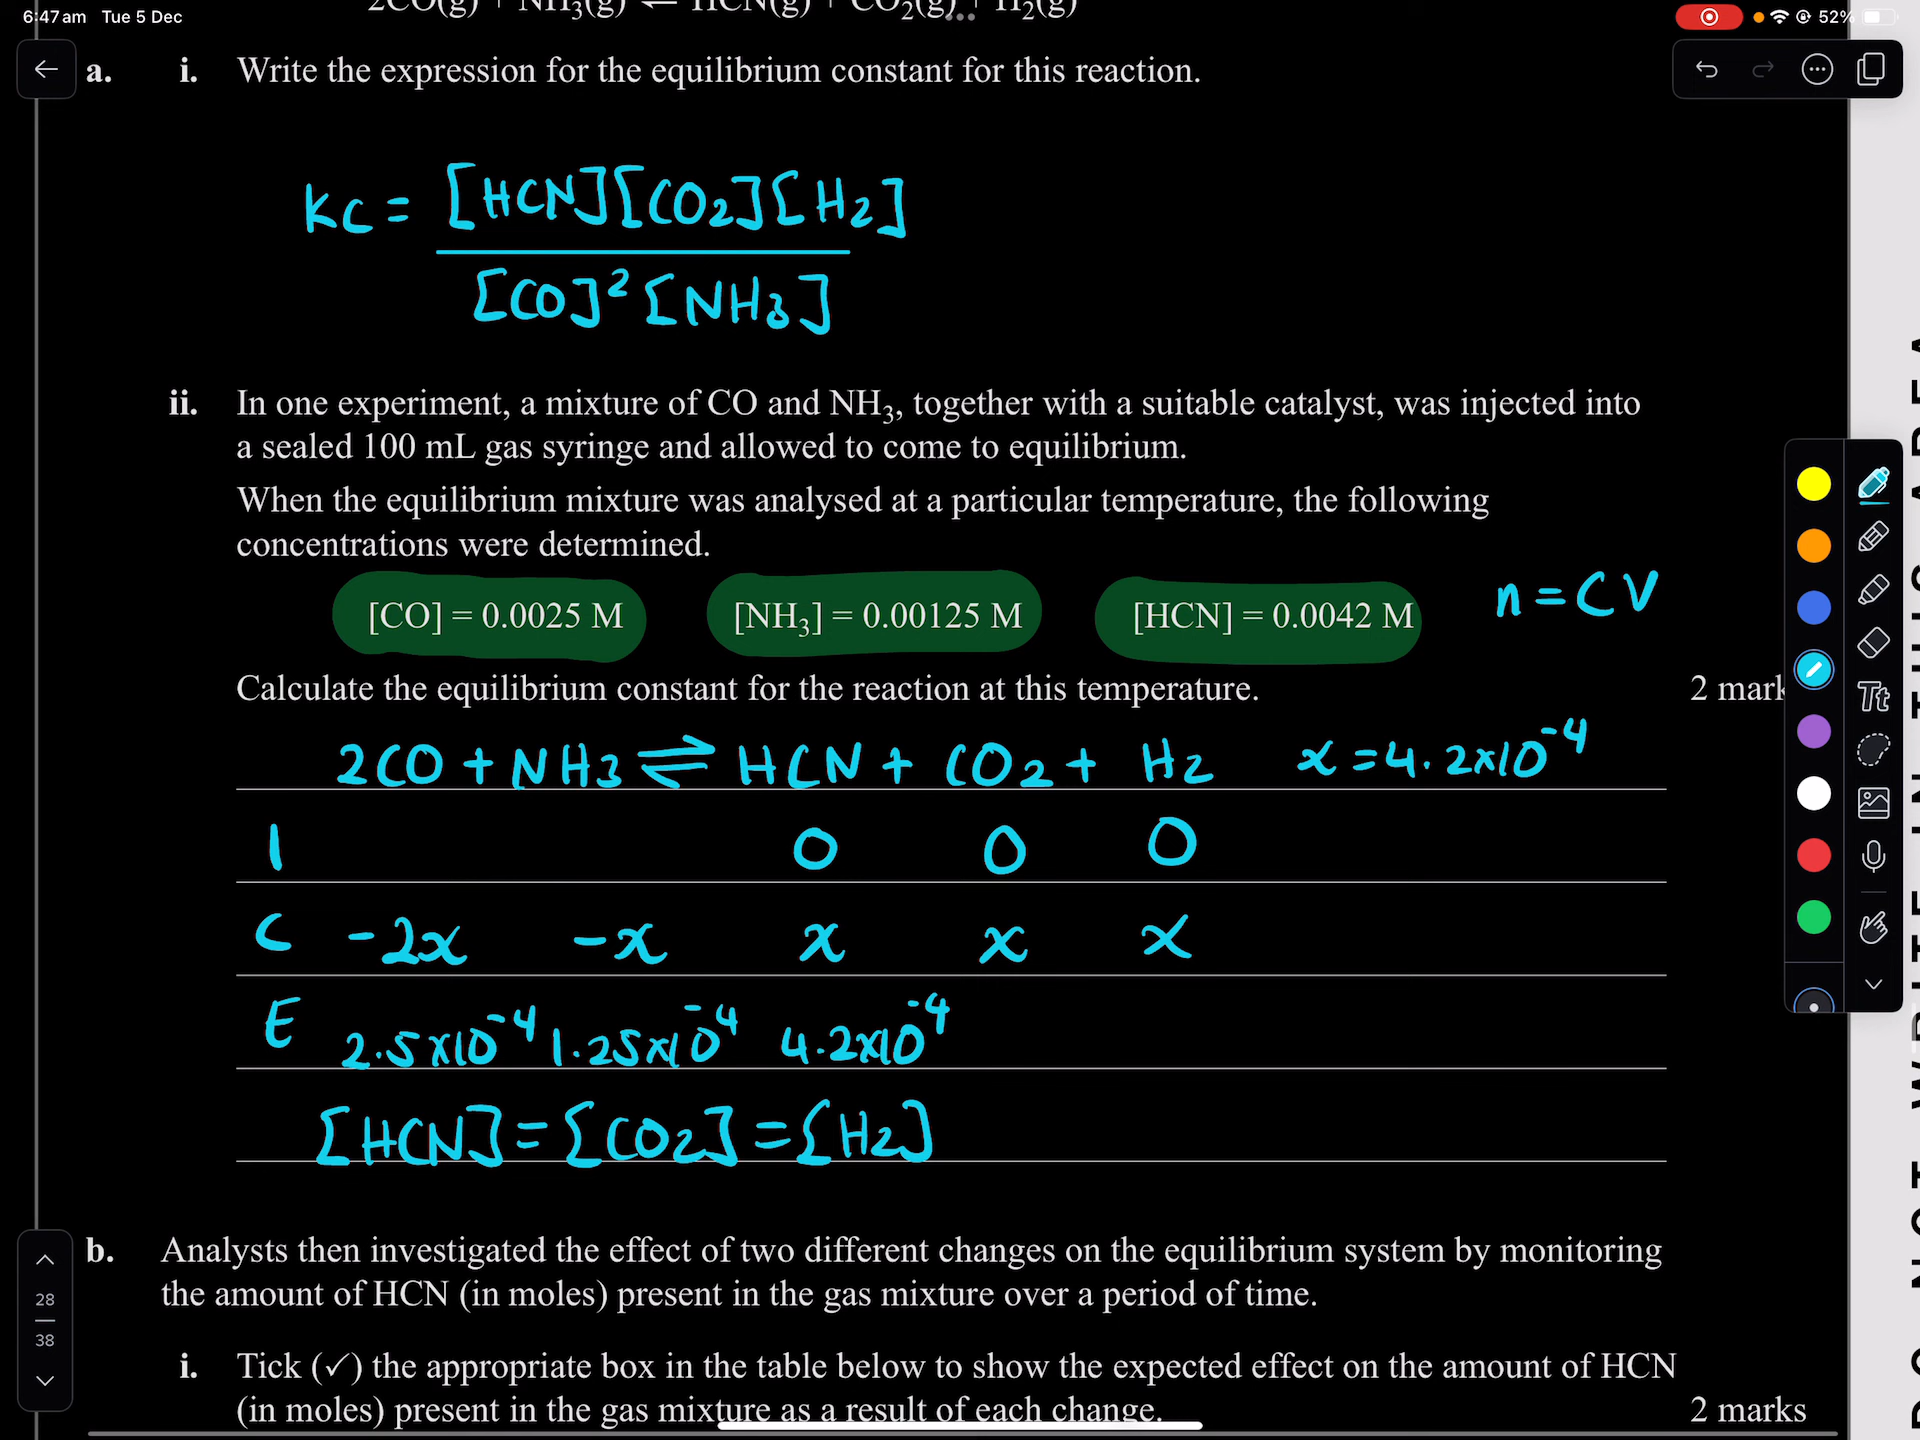 6:47 am Tue 5 Dec
52%
2CO(g) + NH₃(g) ⇌ HCN(g) + CO₂(g) + H₂(g)
a. i. Write the expression for the equilibrium constant for this reaction.
Kc = [HCN][CO₂][H₂]
[CO]² [NH₃]
ii. In one experiment, a mixture of CO and NH₃, together with a suitable catalyst, was injected into
a sealed 100 mL gas syringe and allowed to come to equilibrium.
When the equilibrium mixture was analysed at a particular temperature, the following
concentrations were determined.
[CO] = 0.0025 M [NH₃] = 0.00125 M [HCN] = 0.0042 M n = CV
Calculate the equilibrium constant for the reaction at this temperature. 2 mark
2CO + NH₃ ⇌ HCN + CO₂ + H₂ x = 4.2x10⁻⁴
I 0 0 0
C -2x -x x x x
E 2.5x10⁻⁴ 1.25x10⁻⁴ 4.2x10⁻⁴
[HCN] = [CO₂] = [H₂]
b. Analysts then investigated the effect of two different changes on the equilibrium system by monitoring
the amount of HCN (in moles) present in the gas mixture over a period of time.
i. Tick (✓) the appropriate box in the table below to show the expected effect on the amount of HCN
(in moles) present in the gas mixture as a result of each change. 2 marks
28
38
Tt